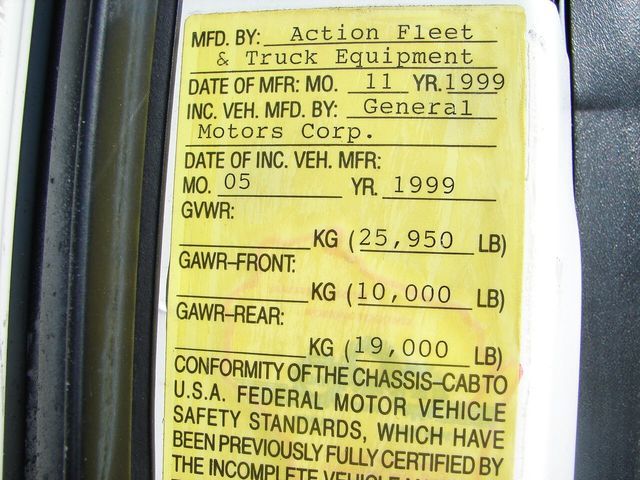 MFD. BY: Action Fleet
& Truck Equipment
DATE OF MFR: MO. 11 YR. 1999
INC. VEH. MFD. BY: General
Motors Corp.
DATE OF INC. VEH. MFR:
MO. 05 YR. 1999
GVWR:
KG (25,950 LB)
GAWR–FRONT:
KG (10,000 LB)
GAWR–REAR:
KG (19,000 LB)
CONFORMITY OF THE CHASSIS–CAB TO
U.S.A. FEDERAL MOTOR VEHICLE
SAFETY STANDARDS, WHICH HAVE
BEEN PREVIOUSLY FULLY CERTIFIED BY
THE INCOMPLETE VEHICLE